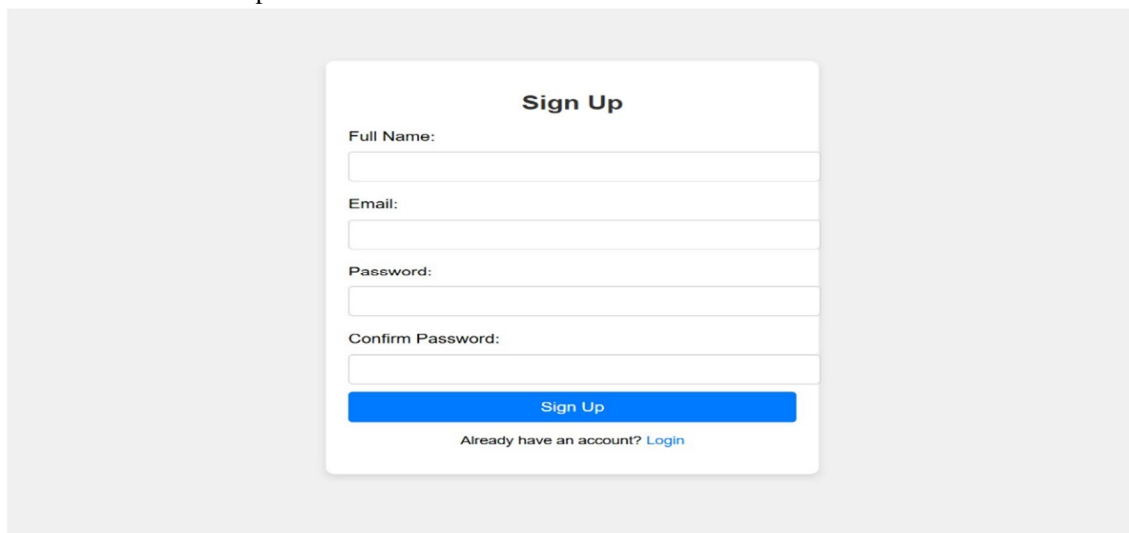 Sign Up
Full Name:
Email:
Password:
Confirm Password:
Sign Up
Already have an account? Login